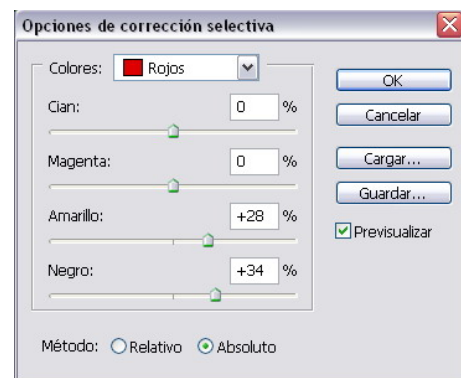 Opciones de corrección selectiva
Colores: Rojos
OK
Cian: 0 %
Cancelar
Magenta: 0 %
Cargar...
Guardar...
Amarillo: +28 %
Previsualizar
Negro: +34 %
Método: Relativo Absoluto